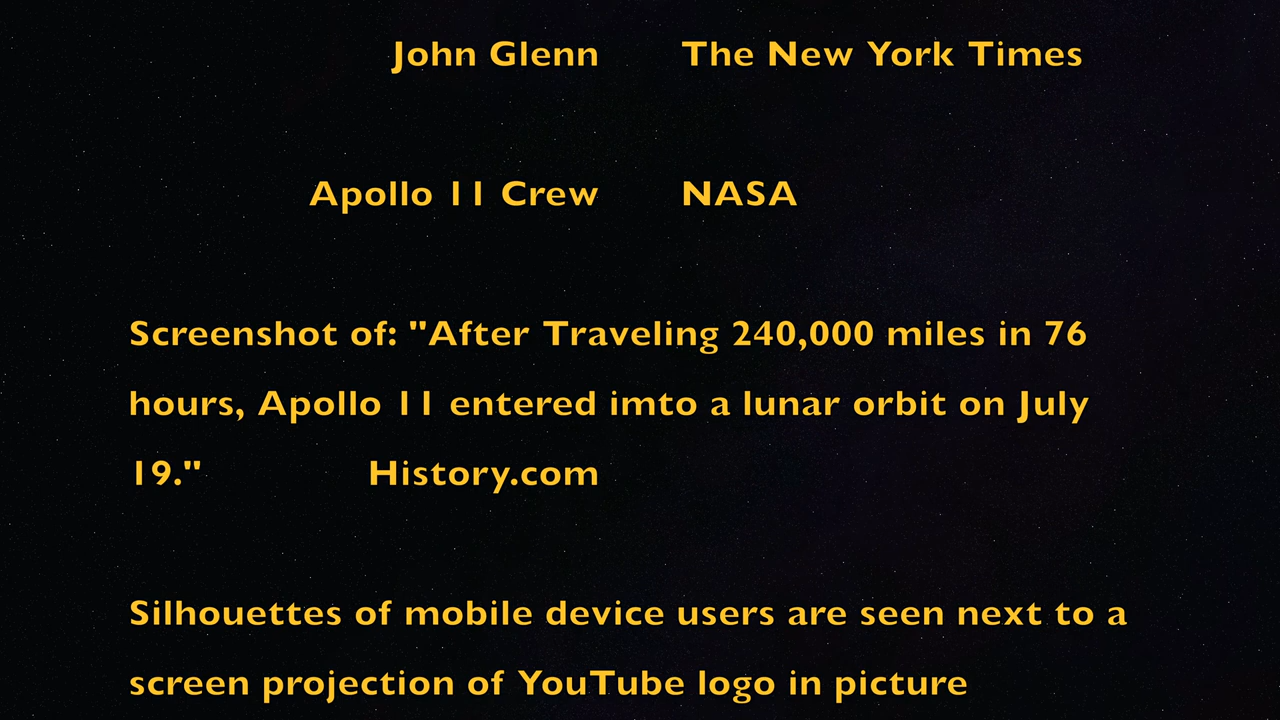 John Glenn The New York Times
Apollo 11 Crew NASA
Screenshot of: "After Traveling 240,000 miles in 76
hours, Apollo 11 entered imto a lunar orbit on July
19." History.com
Silhouettes of mobile device users are seen next to a
screen projection of YouTube logo in picture